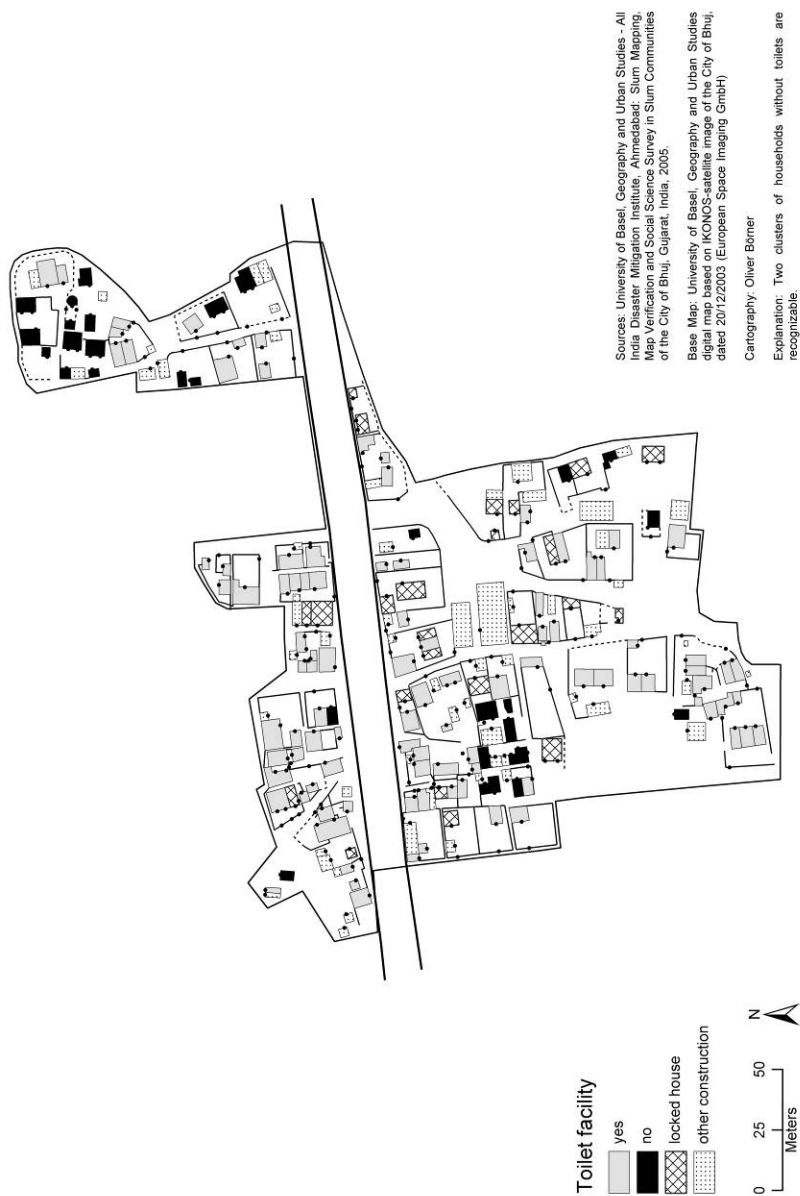 Sources: University of Basel, Geography and Urban Studies - All
India Disaster Mitigation Institute, Ahmedabad: Slum Mapping,
Map Verification and Social Science Survey in Slum Communities
of the City of Bhuj, Gujarat, India, 2005.
Base Map: University of Basel, Geography and Urban Studies
digital map based on IKONOS-satellite image of the City of Bhuj,
dated 20/12/2003 (European Space Imaging GmbH)
Cartography: Oliver Börner
Explanation: Two clusters of households without toilets are
recognizable.
Toilet facility
yes
no
locked house
other construction
0 25 50
Meters
N